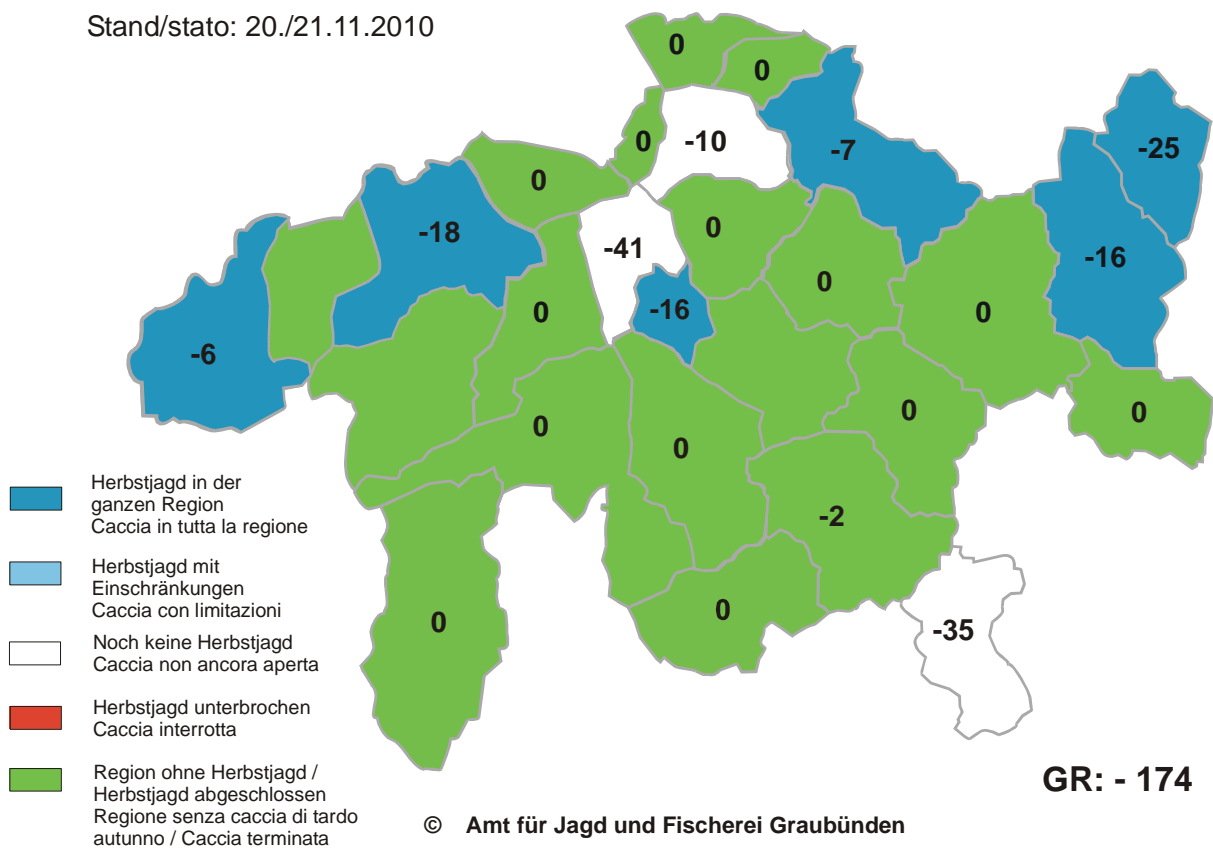 Stand/stato: 20./21.11.2010
0
0
-10
0
-7
-25
0
-18
0
-41
-16
0
-16
0
0
-6
0
0
0
0
-2
0
0
-35
Herbstjagd in der
ganzen Region
Caccia in tutta la regione
Herbstjagd mit
Einschränkungen
Caccia con limitazioni
Noch keine Herbstjagd
Caccia non ancora aperta
Herbstjagd unterbrochen
Caccia interrotta
Region ohne Herbstjagd /
Herbstjagd abgeschlossen
Regione senza caccia di tardo
autunno / Caccia terminata
GR: - 174
© Amt für Jagd und Fischerei Graubünden